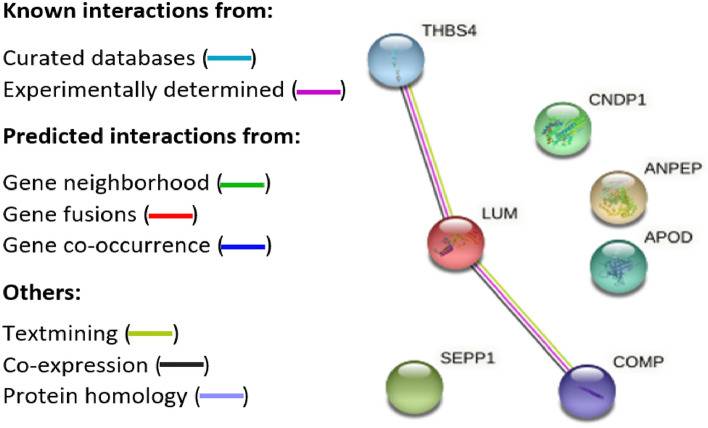 Known interactions from:
Curated databases ( )
Experimentally determined ( )
Predicted interactions from:
Gene neighborhood ( )
Gene fusions ( )
Gene co-occurrence ( )
Others:
Textmining ( )
Co-expression ( )
Protein homology ( )
THBS4
CNDP1
ANPEP
LUM
APOD
SEPP1
COMP